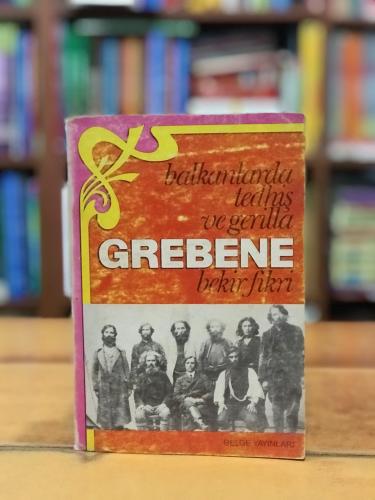 balkanlarda
tedhiş
ve gerilla
GREBENE
bekir fikri
BELGE YAYINLARI